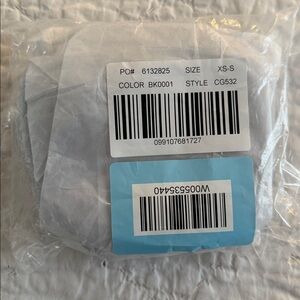 PO# 6132825 SIZE XS-S
COLOR BK0001 STYLE CG532
099107681727
W005535440